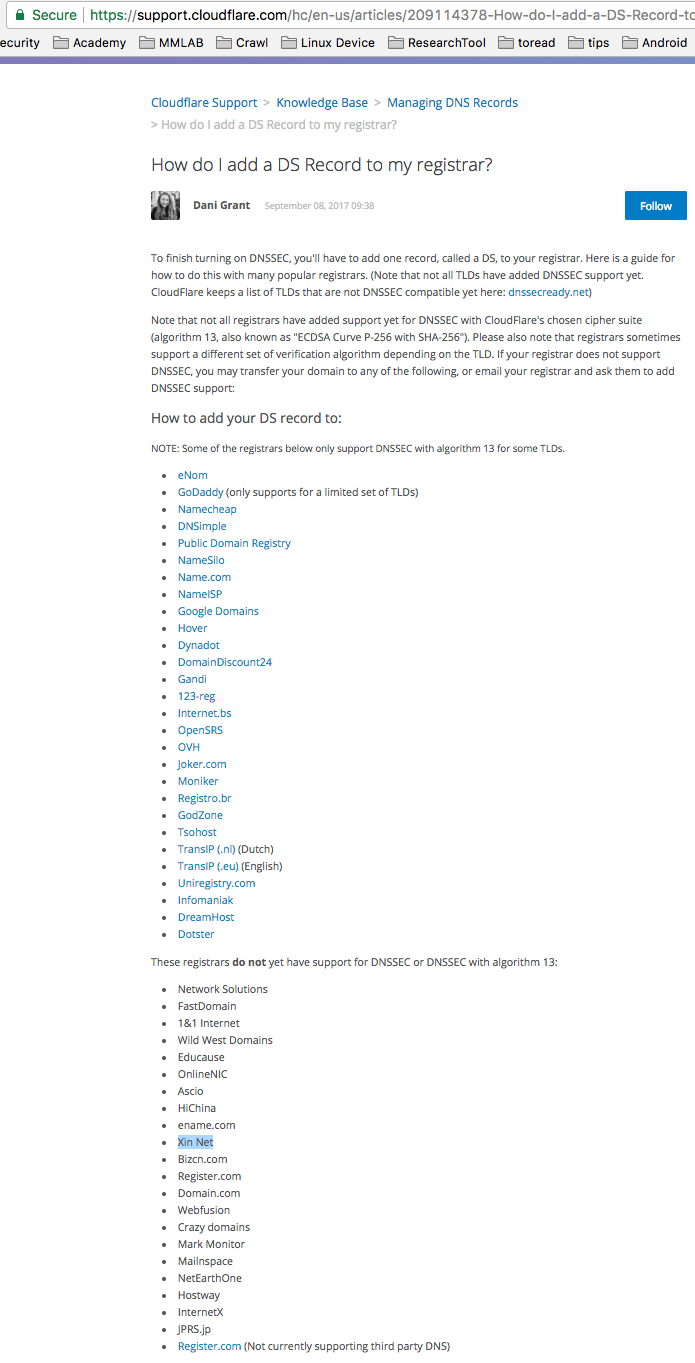 Secure https://support.cloudflare.com/hc/en-us/articles/209114378-How-do-I-add-a-DS-Record-to
ecurity Academy MMLAB Crawl Linux Device ResearchTool toread tips Android
Cloudflare Support > Knowledge Base > Managing DNS Records
> How do I add a DS Record to my registrar?
How do I add a DS Record to my registrar?
Dani Grant September 08, 2017 09:38
Follow
To finish turning on DNSSEC, you'll have to add one record, called a DS, to your registrar. Here is a guide for
how to do this with many popular registrars. (Note that not all TLDs have added DNSSEC support yet.
CloudFlare keeps a list of TLDs that are not DNSSEC compatible yet here: dnssecready.net)
Note that not all registrars have added support yet for DNSSEC with CloudFlare's chosen cipher suite
(algorithm 13, also known as "ECDSA Curve P-256 with SHA-256"). Please also note that registrars sometimes
support a different set of verification algorithm depending on the TLD. If your registrar does not support
DNSSEC, you may transfer your domain to any of the following, or email your registrar and ask them to add
DNSSEC support:
How to add your DS record to:
NOTE: Some of the registrars below only support DNSSEC with algorithm 13 for some TLDs.
• eNom
• GoDaddy (only supports for a limited set of TLDs)
• Namecheap
• DNSimple
• Public Domain Registry
• NameSilo
• Name.com
• NameISP
• Google Domains
• Hover
• Dynadot
• DomainDiscount24
• Gandi
• 123-reg
• Internet.bs
• OpenSRS
• OVH
• Joker.com
• Moniker
• Registro.br
• GodZone
• Tsohost
• TransIP (.nl) (Dutch)
• TransIP (.eu) (English)
• Uniregistry.com
• Infomaniak
• DreamHost
• Dotster
These registrars do not yet have support for DNSSEC or DNSSEC with algorithm 13:
• Network Solutions
• FastDomain
• 1&1 Internet
• Wild West Domains
• Educause
• OnlineNIC
• Ascio
• HiChina
• ename.com
• Xin Net
• Bizcn.com
• Register.com
• Domain.com
• Webfusion
• Crazy domains
• Mark Monitor
• Mailnspace
• NetEarthOne
• Hostway
• InternetX
• JPRS.jp
• Register.com (Not currently supporting third party DNS)